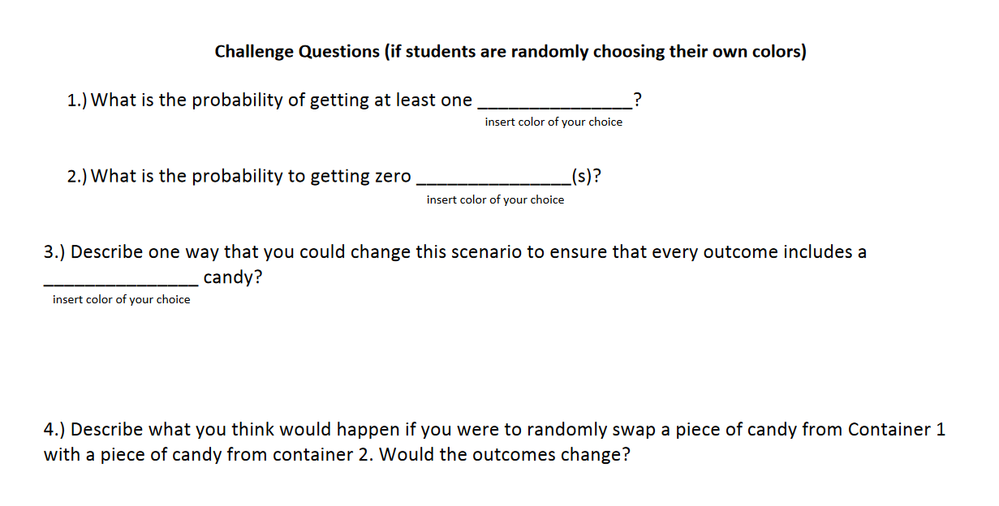 Challenge Questions (if students are randomly choosing their own colors)
1.) What is the probability of getting at least one _______________?
insert color of your choice
2.) What is the probability to getting zero _______________(s)?
insert color of your choice
3.) Describe one way that you could change this scenario to ensure that every outcome includes a
_______________ candy?
insert color of your choice
4.) Describe what you think would happen if you were to randomly swap a piece of candy from Container 1
with a piece of candy from container 2. Would the outcomes change?